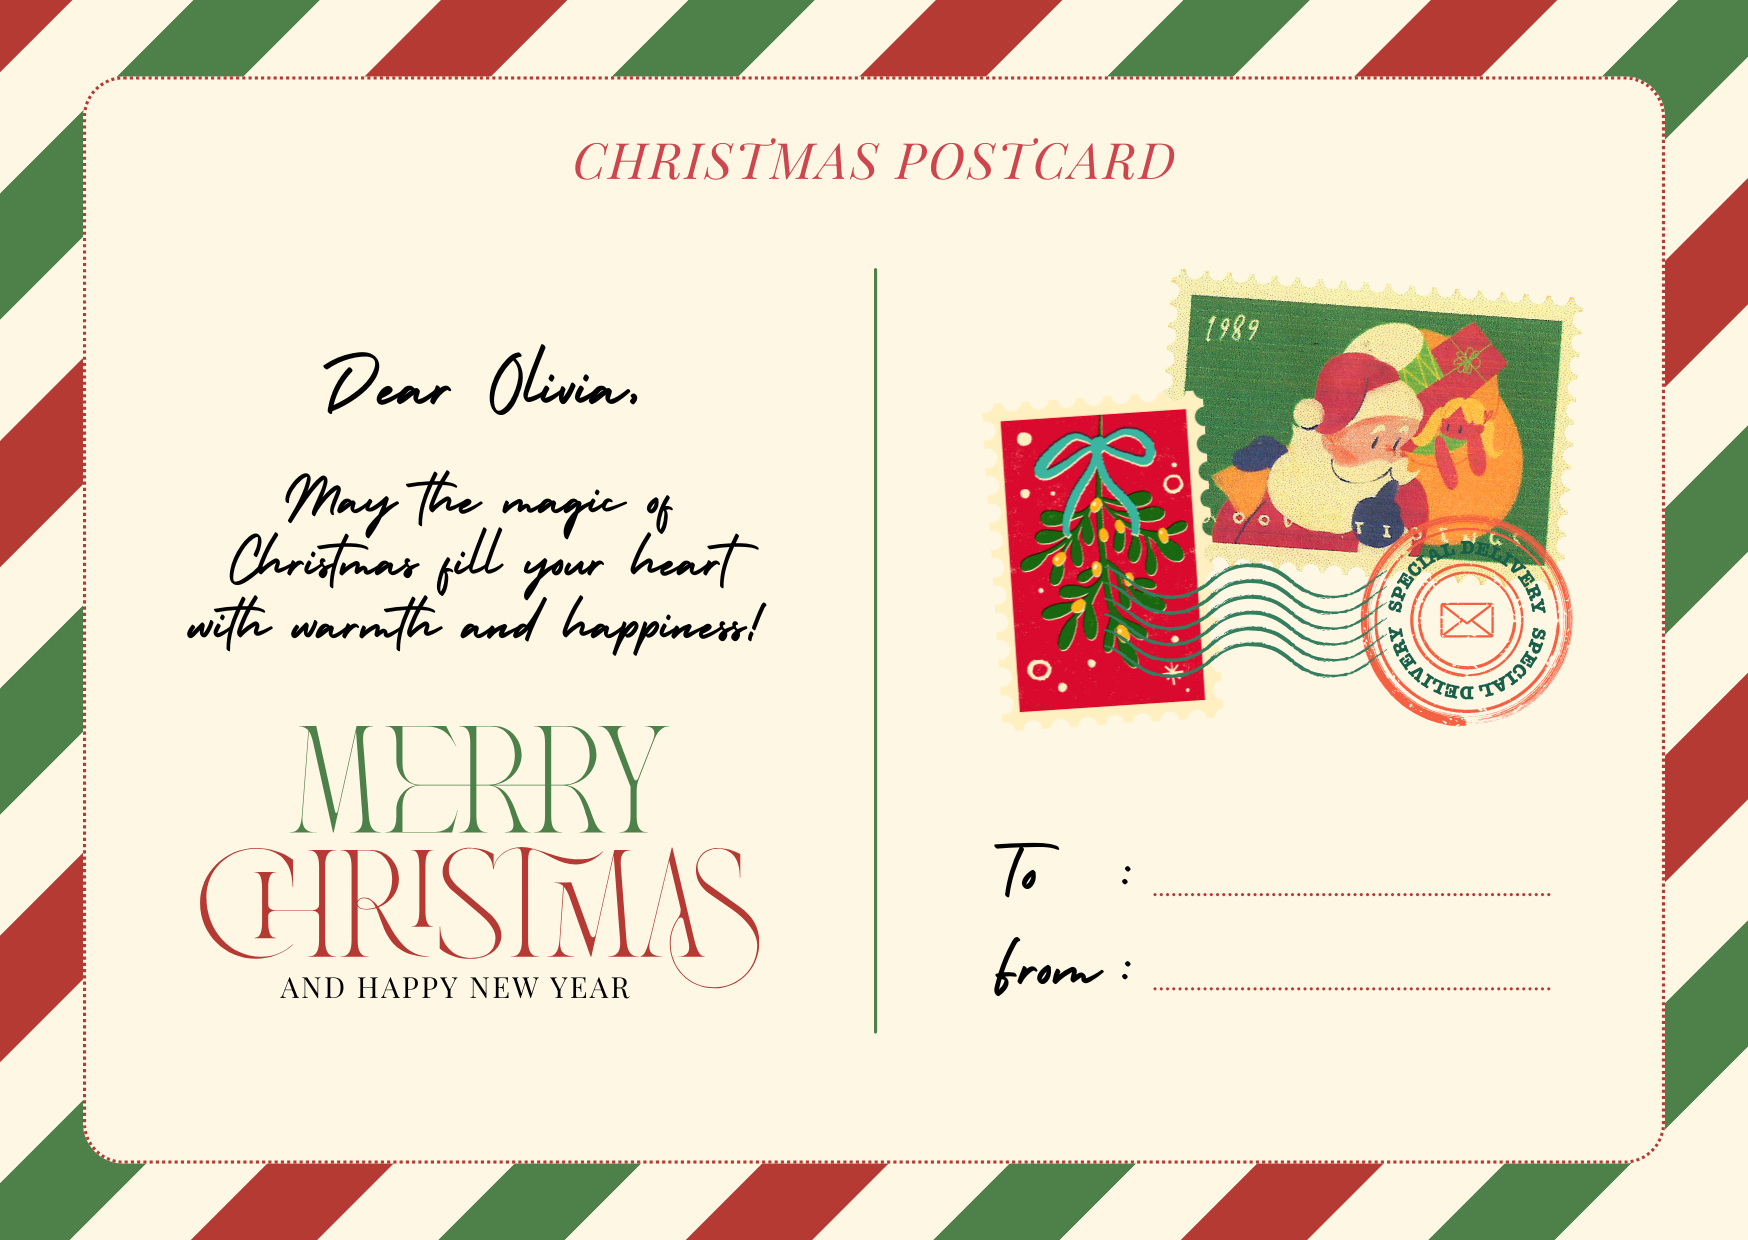 CHRISTMAS POSTCARD
Dear Olivia,
May the magic of
Christmas fill your heart
with warmth and happiness!
MERRY
CHRISTMAS
AND HAPPY NEW YEAR
1989
SPECIAL DELIVERY
SPECIAL DELIVERY
To :
from :